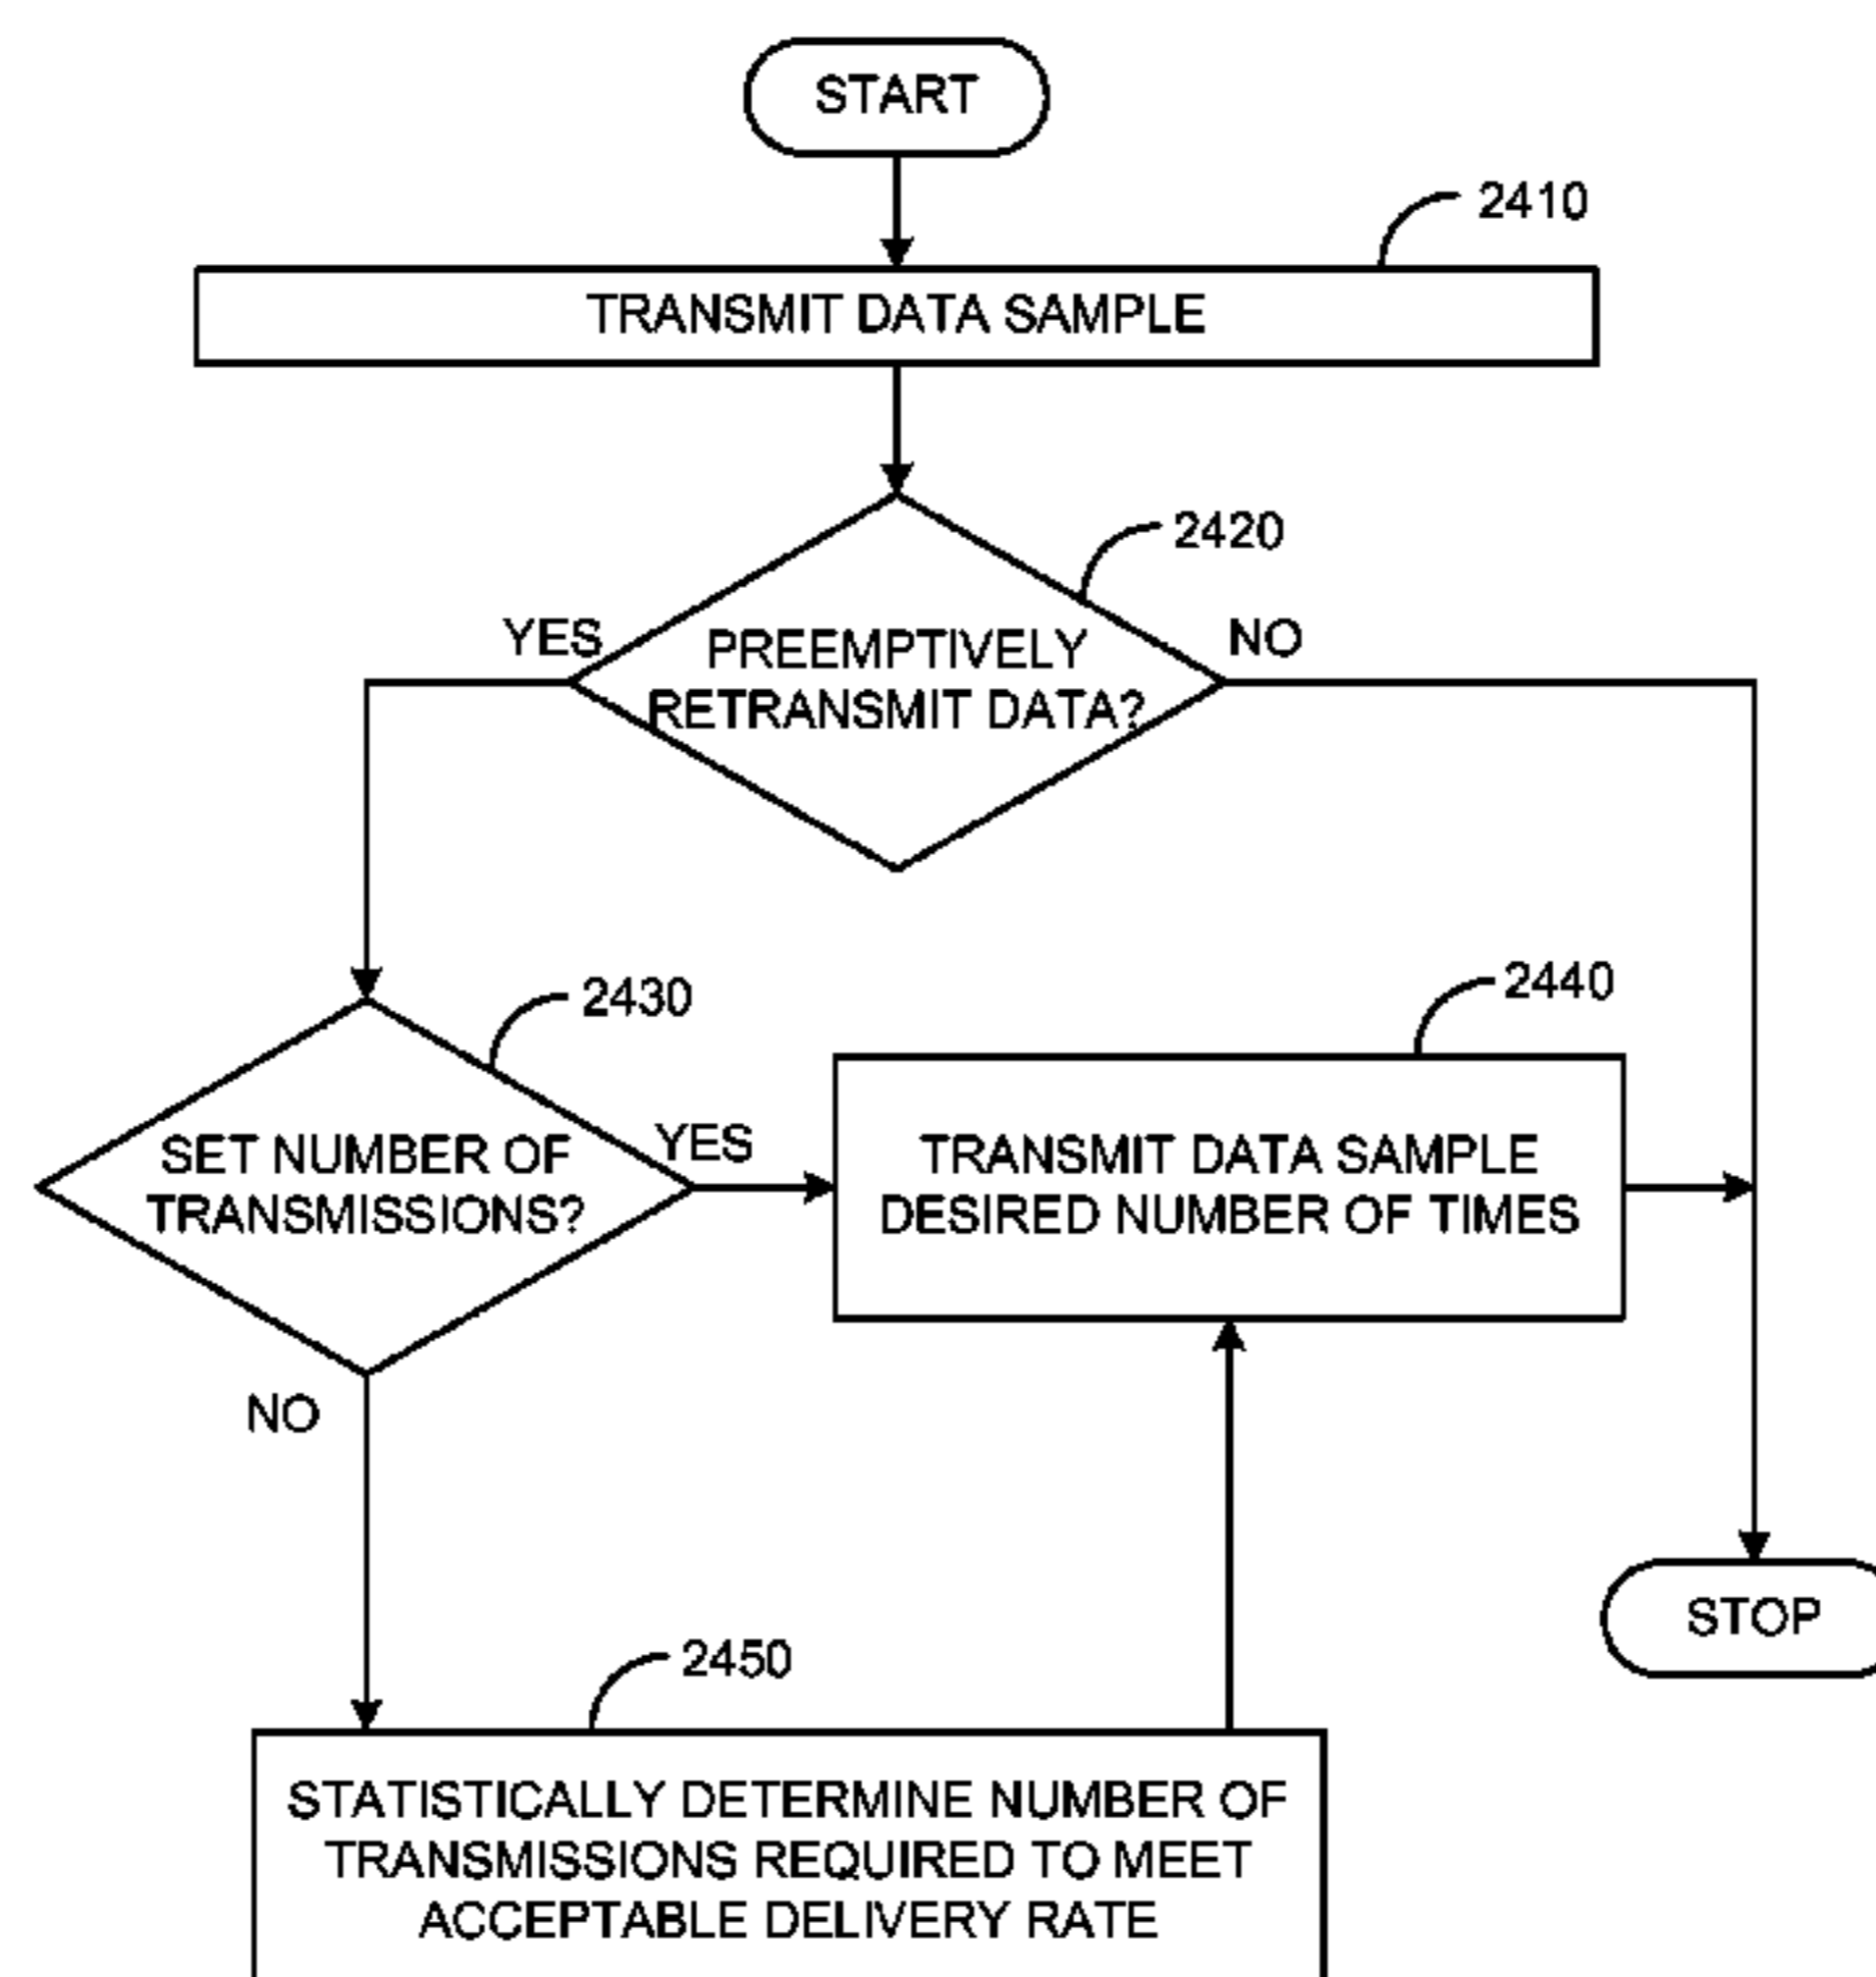 START
2410
TRANSMIT DATA SAMPLE
2420
YES
NO
PREEMPTIVELY
RETRANSMIT DATA?
2430
2440
SET NUMBER OF
TRANSMISSIONS?
YES
TRANSMIT DATA SAMPLE
DESIRED NUMBER OF TIMES
NO
STOP
2450
STATISTICALLY DETERMINE NUMBER OF
TRANSMISSIONS REQUIRED TO MEET
ACCEPTABLE DELIVERY RATE